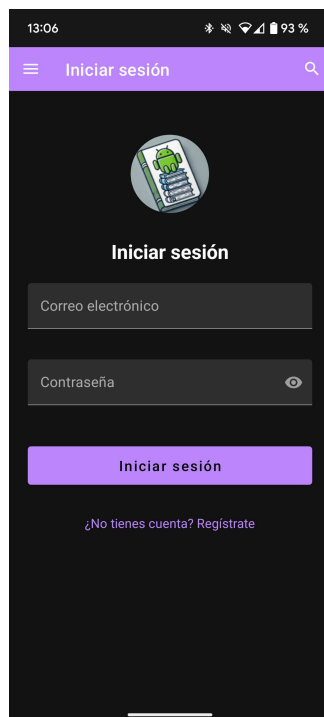 13:06
93 %
Iniciar sesión
Iniciar sesión
Correo electrónico
Contraseña
Iniciar sesión
¿No tienes cuenta? Regístrate